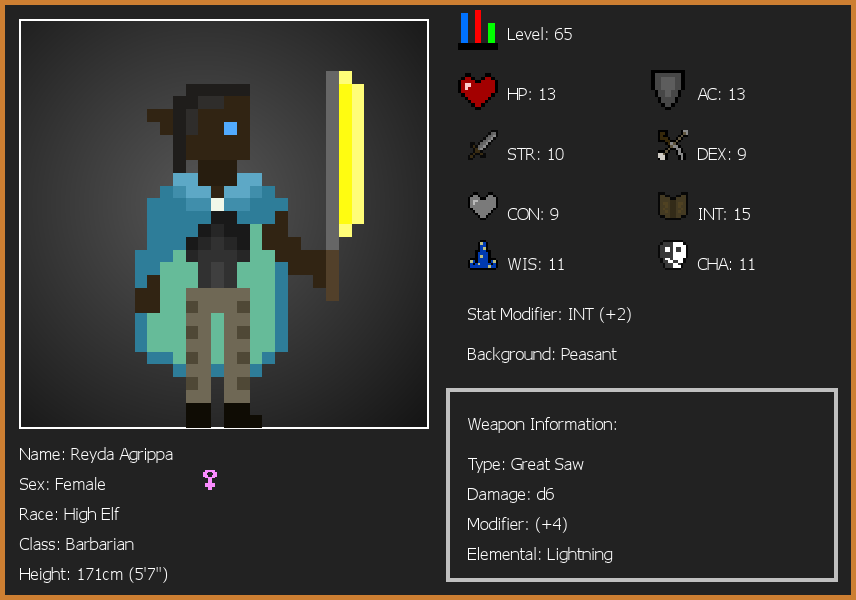 Level: 65
HP: 13
AC: 13
STR: 10
DEX: 9
CON: 9
INT: 15
WIS: 11
CHA: 11
Stat Modifier: INT (+2)
Background: Peasant
Weapon Information:
Type: Great Saw
Damage: d6
Modifier: (+4)
Elemental: Lightning
Name: Reyda Agrippa
Sex: Female
Race: High Elf
Class: Barbarian
Height: 171cm (5'7")